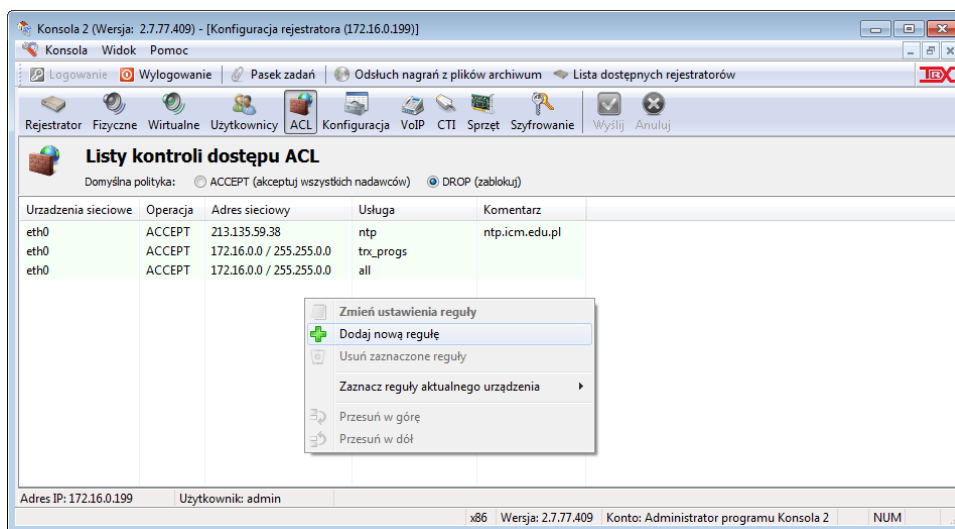 Konsola 2 (Wersja: 2.7.77.409) - [Konfiguracja rejestratora (172.16.0.199)]
Konsola Widok Pomoc
Logowanie Wylogowanie Pasek zadań Odsłuch nagrań z plików archiwum Lista dostępnych rejestratorów TRX
Rejestrator Fizyczne Wirtualne Użytkownicy ACL Konfiguracja VoIP CTI Sprzęt Szyfrowanie Wyślij Anuluj
Listy kontroli dostępu ACL
Domyślna polityka: ACCEPT (akceptuj wszystkich nadawców) DROP (zablokuj)
Urzadzenia sieciowe Operacja Adres sieciowy Usługa Komentarz
eth0 ACCEPT 213.135.59.38 ntp ntp.icm.edu.pl
eth0 ACCEPT 172.16.0.0 / 255.255.0.0 trx_progs
eth0 ACCEPT 172.16.0.0 / 255.255.0.0 all
Zmień ustawienia reguły
Dodaj nową regułę
Usuń zaznaczone reguły
Zaznacz reguły aktualnego urządzenia
Przesuń w górę
Przesuń w dół
Adres IP: 172.16.0.199 Użytkownik: admin
x86 Wersja: 2.7.77.409 Konto: Administrator programu Konsola 2 NUM